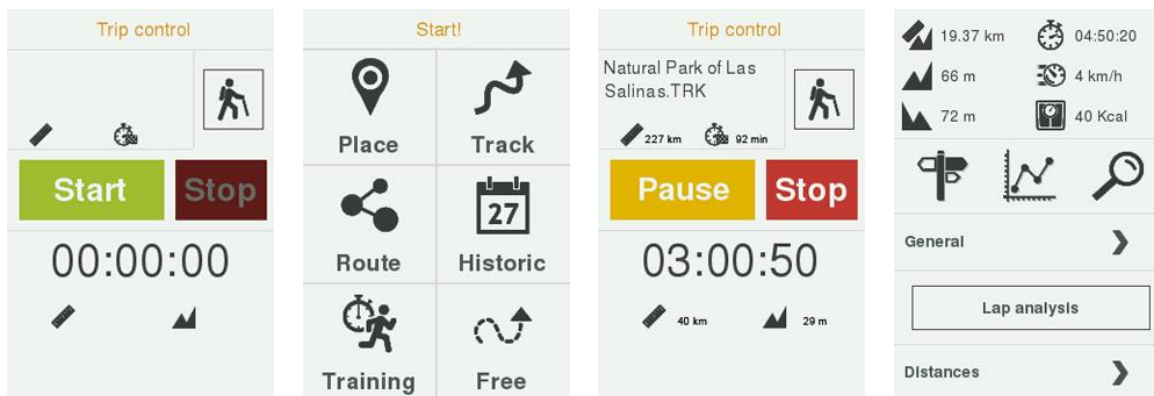 Trip control
Start
Stop
00:00:00
Start!
Place
Track
Route
27
Historic
Training
Free
Trip control
Natural Park of Las
Salinas.TRK
227 km
92 min
Pause
Stop
03:00:50
40 km
29 m
19.37 km
04:50:20
66 m
4 km/h
72 m
40 Kcal
General
Lap analysis
Distances